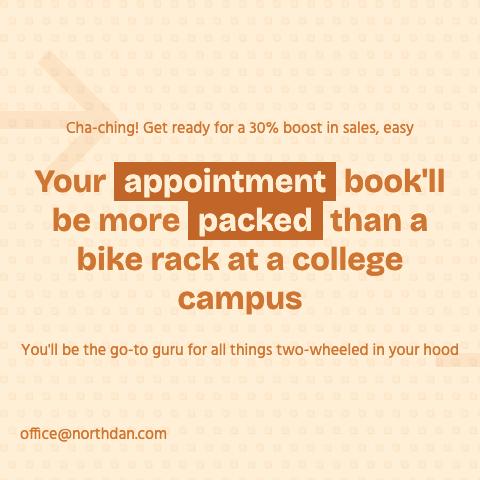 Cha-ching! Get ready for a 30% boost in sales, easy
Your appointment book'll
be more packed than a
bike rack at a college
campus
You'll be the go-to guru for all things two-wheeled in your hood
office@northdan.com